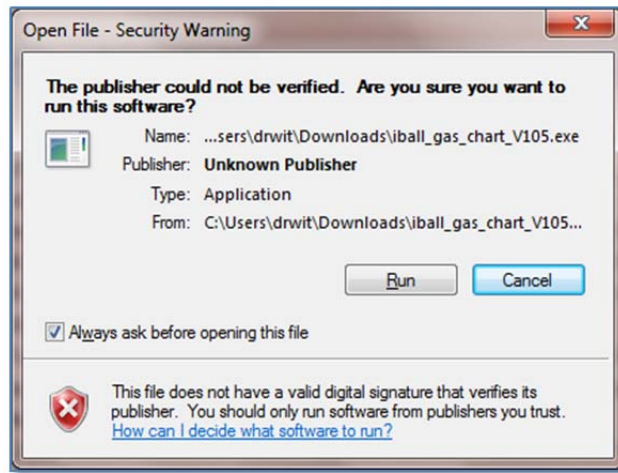 Open File - Security Warning
The publisher could not be verified. Are you sure you want to
run this software?
Name: ...sers\drwit\Downloads\iball_gas_chart_V105.exe
Publisher: Unknown Publisher
Type: Application
From: C:\Users\drwit\Downloads\iball_gas_chart_V105...
Run Cancel
Always ask before opening this file
This file does not have a valid digital signature that verifies its
publisher. You should only run software from publishers you trust.
How can I decide what software to run?